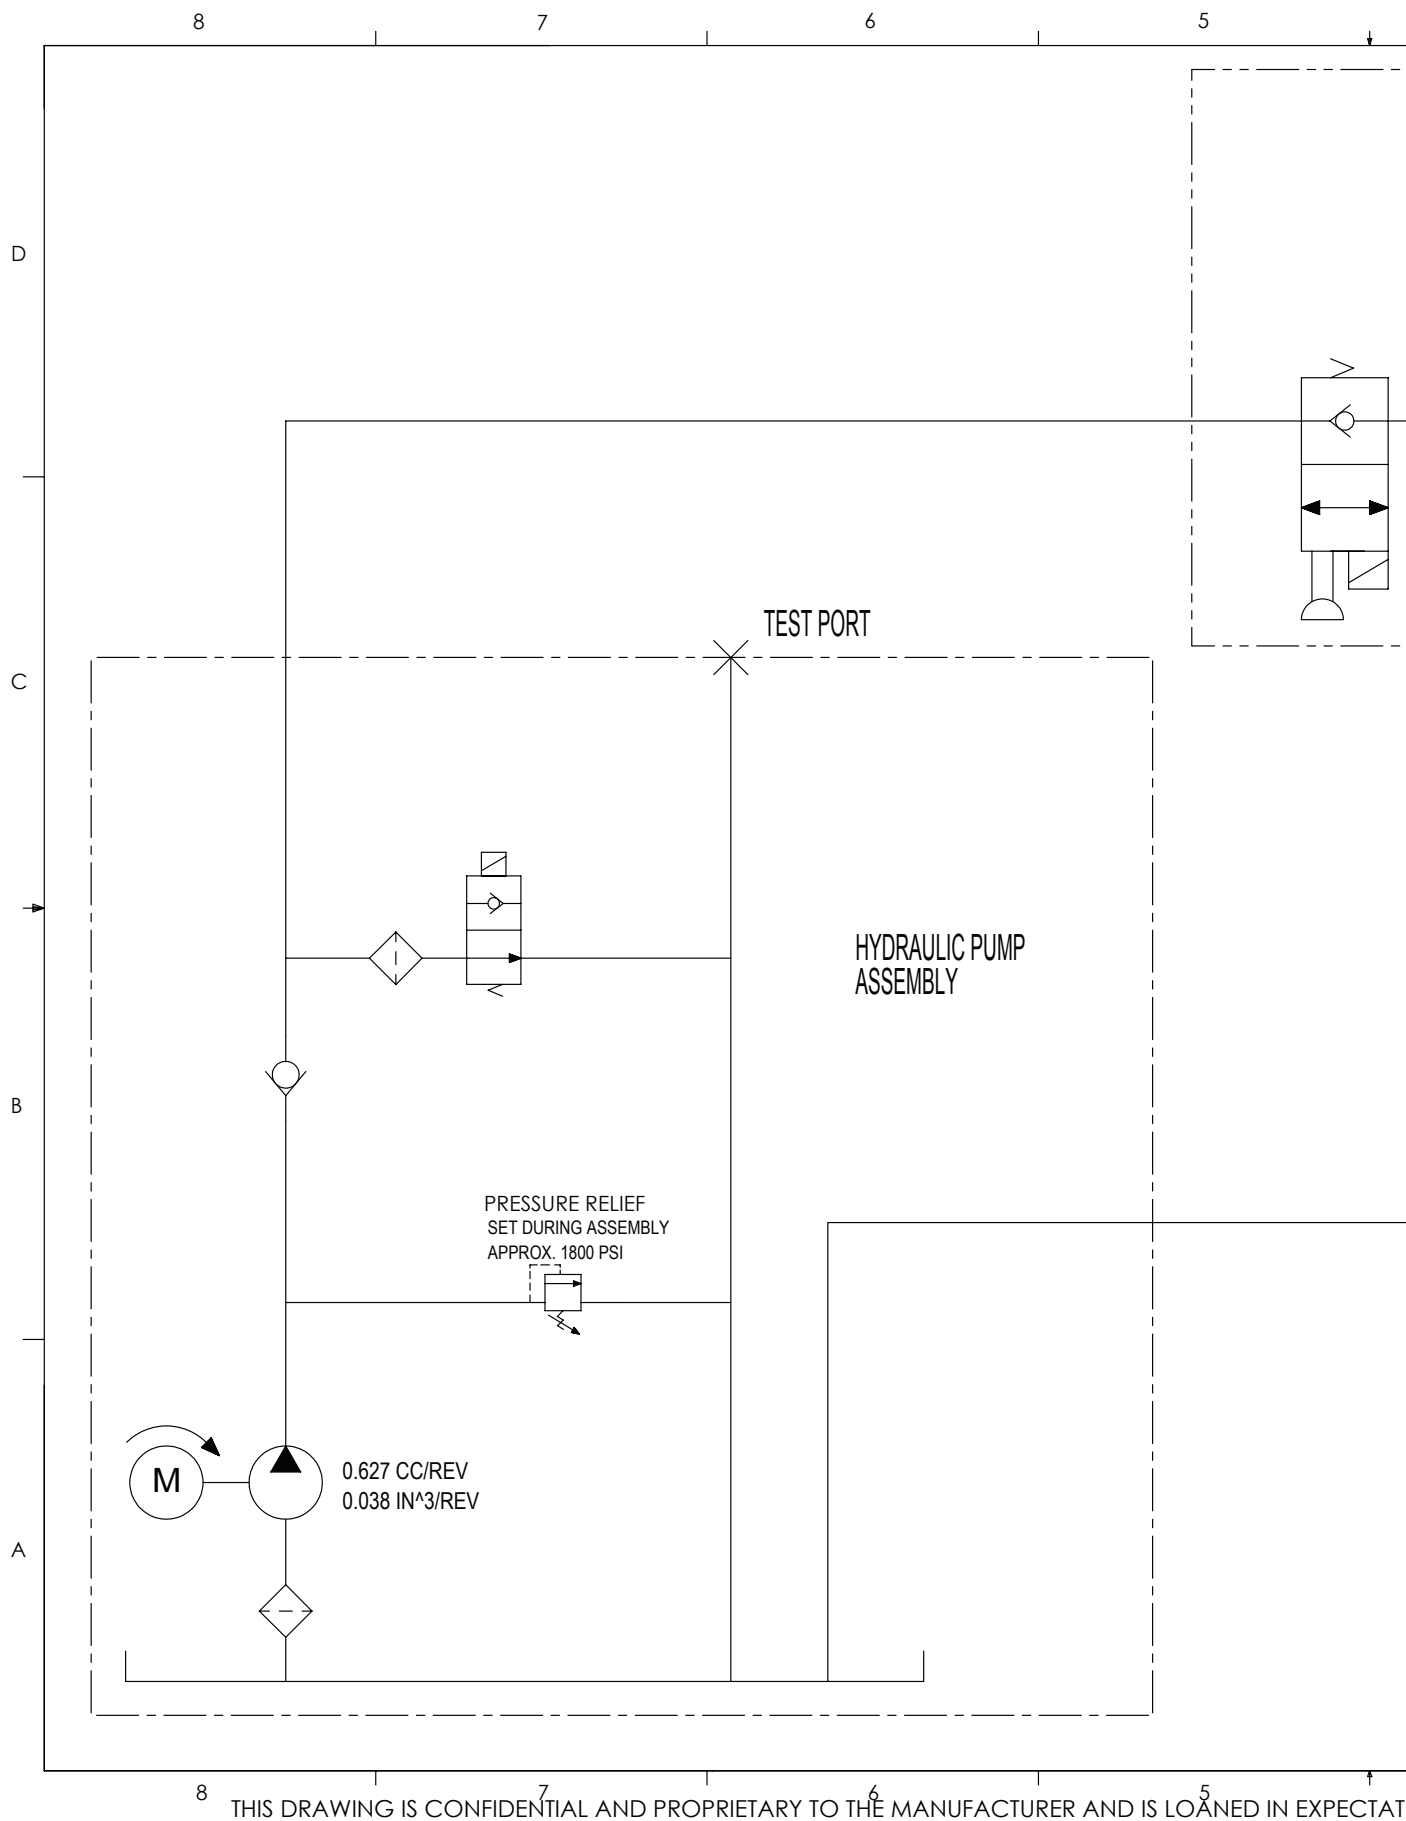 8 7 6 5
D
TEST PORT
C
HYDRAULIC PUMP
ASSEMBLY
B
PRESSURE RELIEF
SET DURING ASSEMBLY
APPROX. 1800 PSI
M
0.627 CC/REV
0.038 IN^3/REV
A
8 7 6 5
THIS DRAWING IS CONFIDENTIAL AND PROPRIETARY TO THE MANUFACTURER AND IS LOANED IN EXPECTAT